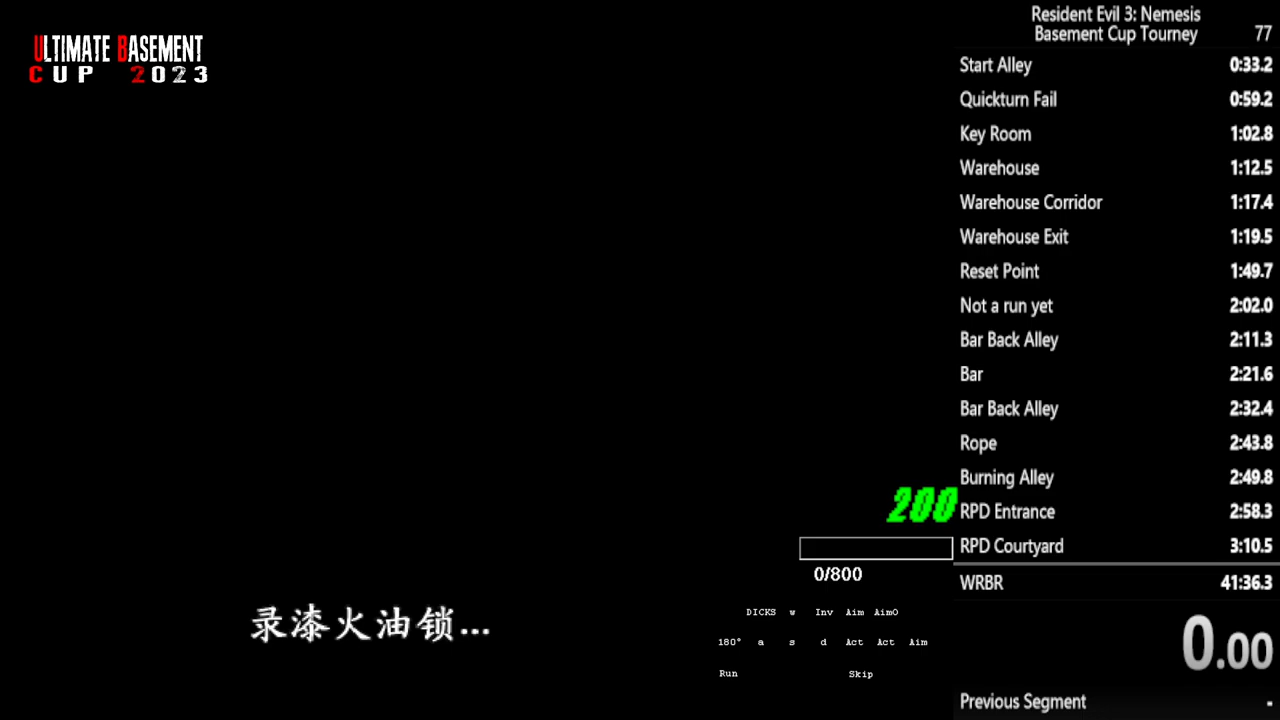 ULTIMATE BASEMENT
CUP 2023
Resident Evil 3: Nemesis
Basement Cup Tourney 77
Start Alley 0:33.2
Quickturn Fail 0:59.2
Key Room 1:02.8
Warehouse 1:12.5
Warehouse Corridor 1:17.4
Warehouse Exit 1:19.5
Reset Point 1:49.7
Not a run yet 2:02.0
Bar Back Alley 2:11.3
Bar 2:21.6
Bar Back Alley 2:32.4
Rope 2:43.8
Burning Alley 2:49.8
RPD Entrance 2:58.3
RPD Courtyard 3:10.5
WRBR 41:36.3
0.00
Previous Segment -
200
0/800
DICKS w Inv Aim AimO
180° a s d Act Act Aim
Run Skip
录漆火油锁...